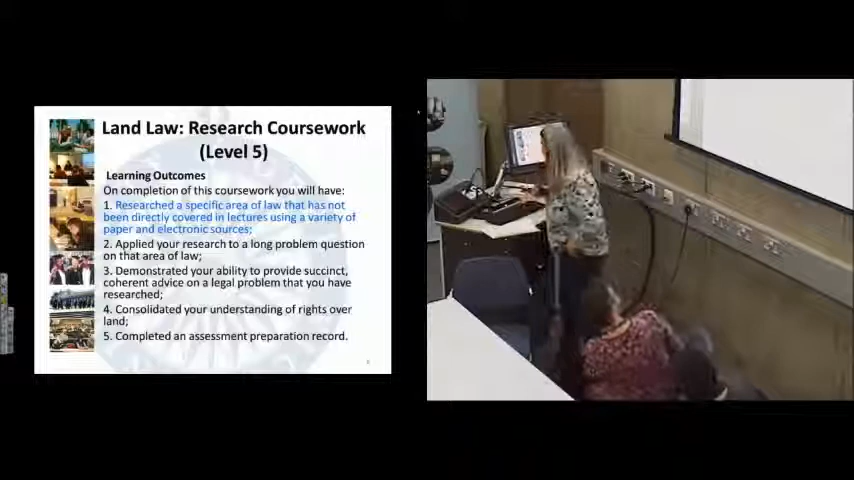 Land Law: Research Coursework
(Level 5)
Learning Outcomes
On completion of this coursework you will have:
1. Researched a specific area of law that has not
been directly covered in lectures using a variety of
paper and electronic sources;
2. Applied your research to a long problem question
on that area of law;
3. Demonstrated your ability to provide succinct,
coherent advice on a legal problem that you have
researched;
4. Consolidated your understanding of rights over
land;
5. Completed an assessment preparation record.